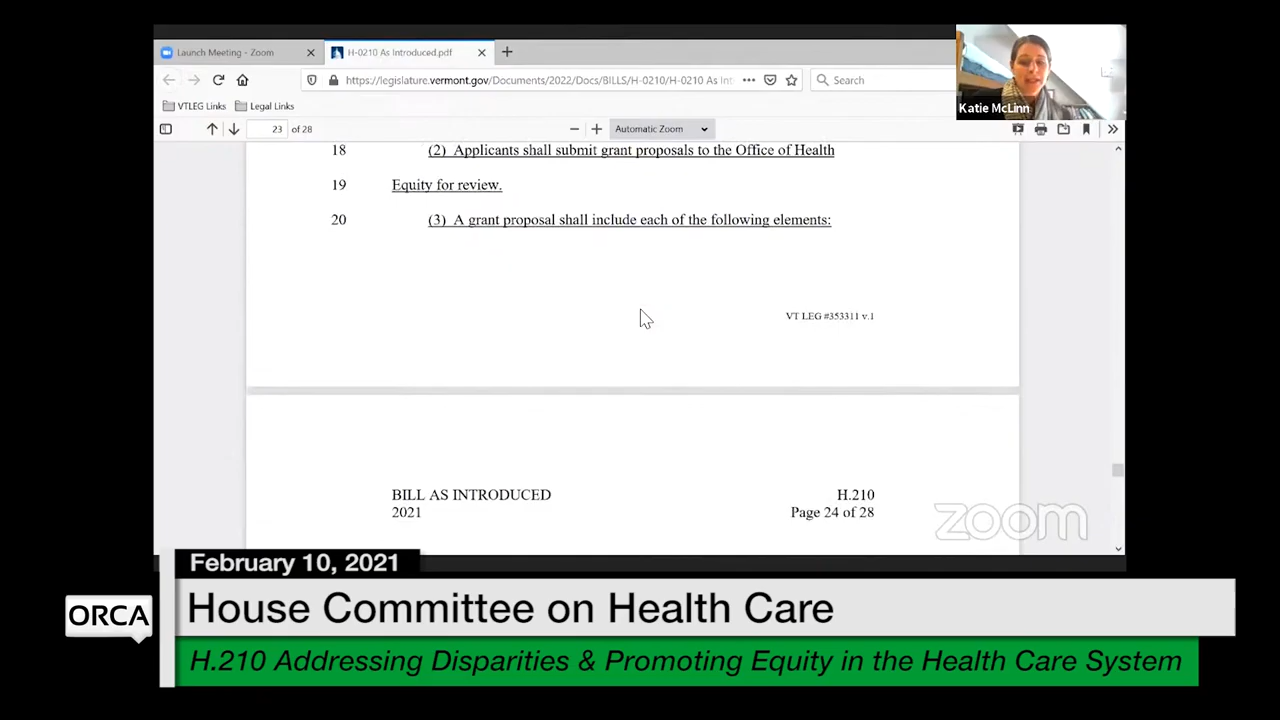 Launch Meeting - Zoom
H-0210 As Introduced.pdf
https://legislature.vermont.gov/Documents/2022/Docs/BILLS/H-0210/H-0210 As Int
Search
VTLEG Links
Legal Links
23 of 28
Automatic Zoom
Katie McLinn
18 (2) Applicants shall submit grant proposals to the Office of Health
19 Equity for review.
20 (3) A grant proposal shall include each of the following elements:
VT LEG #353311 v.1
BILL AS INTRODUCED H.210
2021 Page 24 of 28
zoom
February 10, 2021
ORCA
House Committee on Health Care
H.210 Addressing Disparities & Promoting Equity in the Health Care System